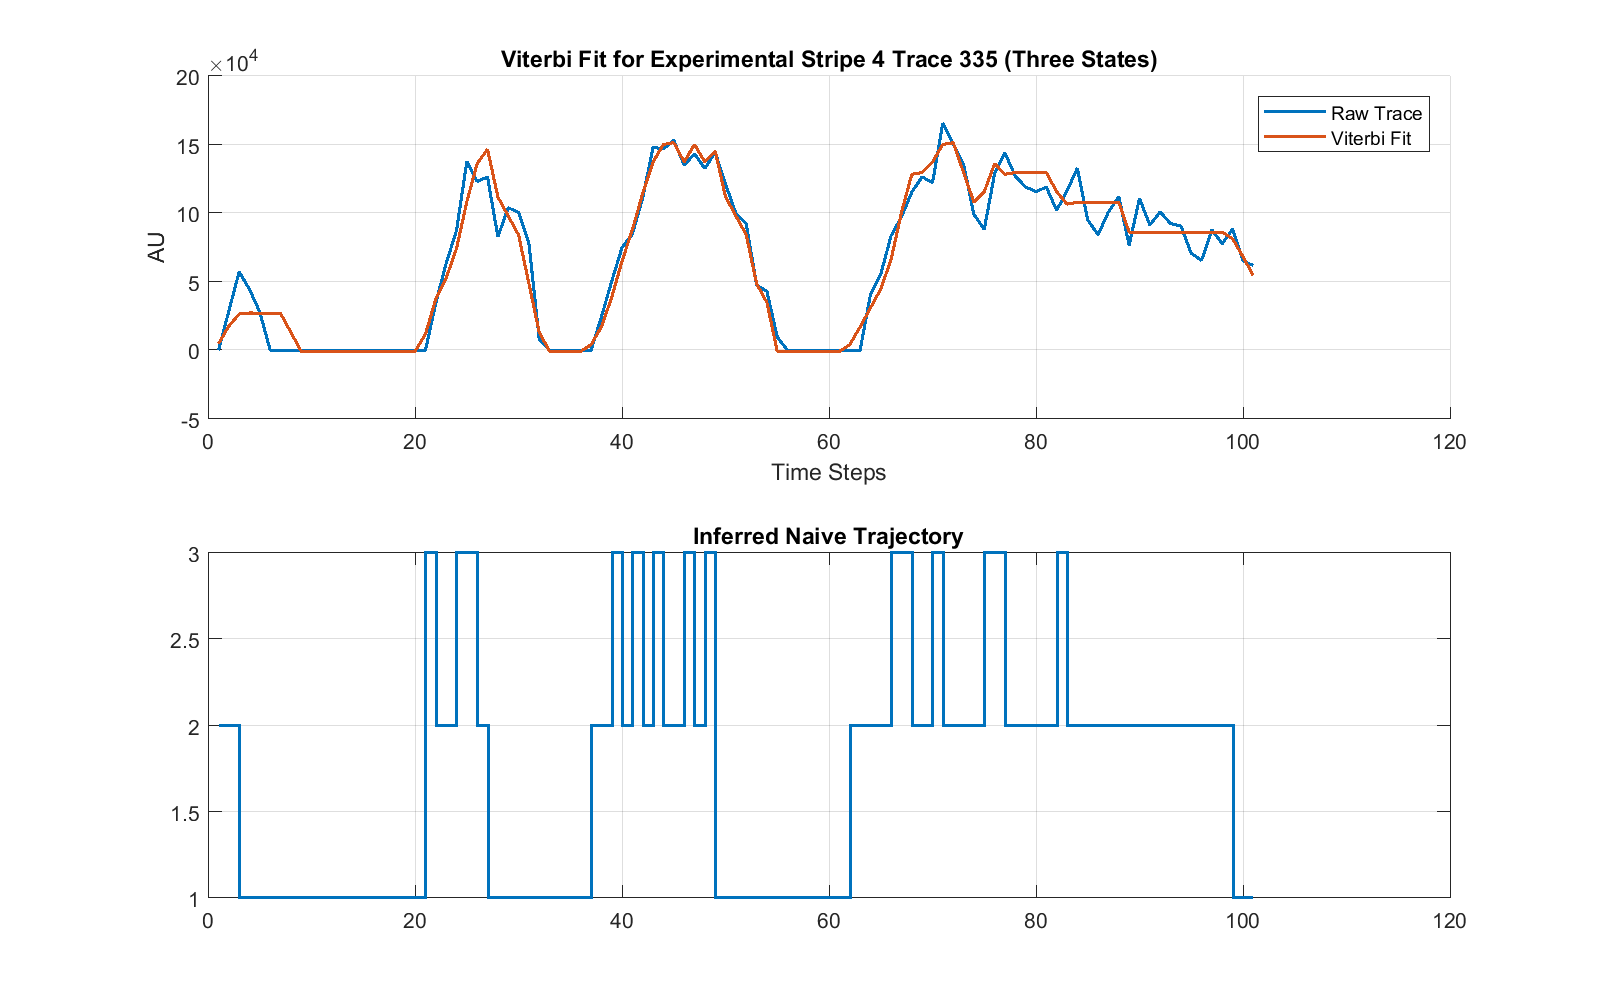 Viterbi Fit for Experimental Stripe 4 Trace 335 (Three States)
×10^4
20
15
10
5
0
-5
AU
Raw Trace
Viterbi Fit
0 20 40 60 80 100 120
Time Steps
Inferred Naive Trajectory
3
2.5
2
1.5
1
0 20 40 60 80 100 120